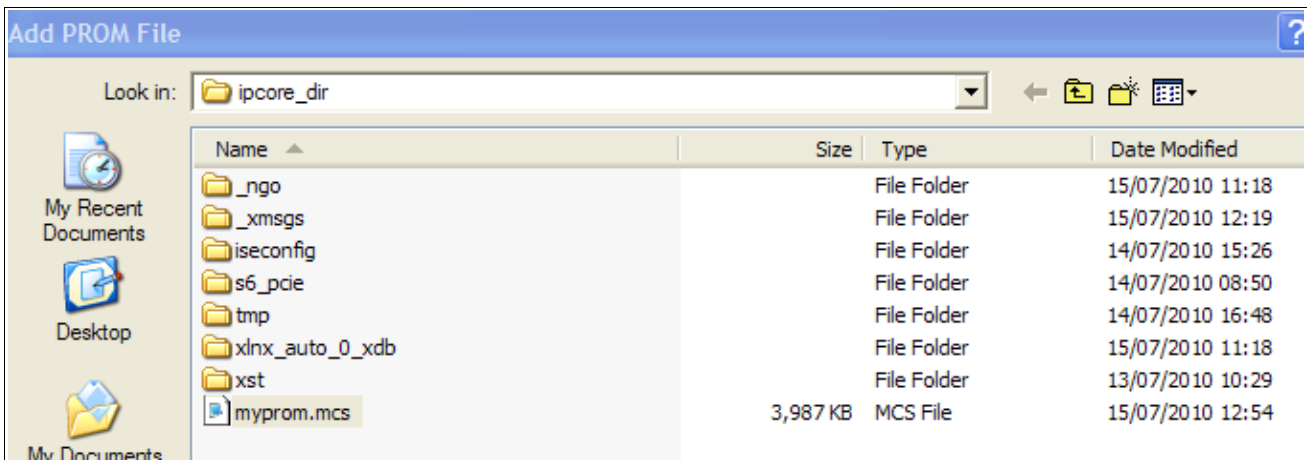 Add PROM File
?
Look in: ipcore_dir
Name Size Type Date Modified
_ngo File Folder 15/07/2010 11:18
_xmsgs File Folder 15/07/2010 12:19
iseconfig File Folder 14/07/2010 15:26
s6_pcie File Folder 14/07/2010 08:50
tmp File Folder 14/07/2010 16:48
xlnx_auto_0_xdb File Folder 15/07/2010 11:18
xst File Folder 13/07/2010 10:29
myprom.mcs 3,987 KB MCS File 15/07/2010 12:54
My Recent
Documents
Desktop
My Documents